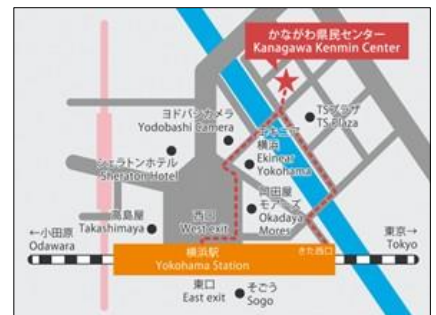 かながわ県民センター
Kanagawa Kenmin Center
ヨドバシカメラ
Yodobashi Camera
TSプラザ
TS Plaza
エキニア
横浜
Ekinear
Yokohama
シェラトンホテル
Sheraton Hotel
岡田屋
モアーズ
Okadaya
Mores
西口
West exit
高島屋
Takashimaya
←小田原
Odawara
東京→
Tokyo
横浜駅
Yokohama Station
きた西口
東口
East exit
そごう
Sogo